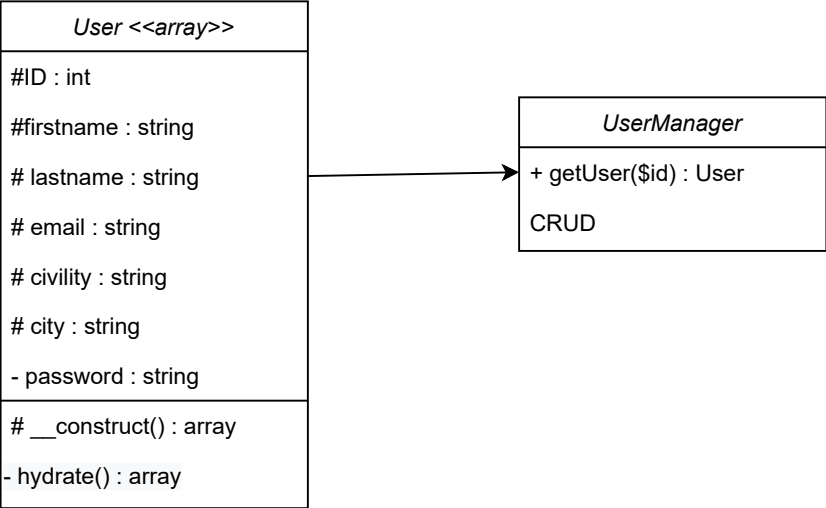 User <<array>>
#ID : int
#firstname : string
# lastname : string
# email : string
# civility : string
# city : string
- password : string
# __construct() : array
- hydrate() : array
UserManager
+ getUser($id) : User
CRUD